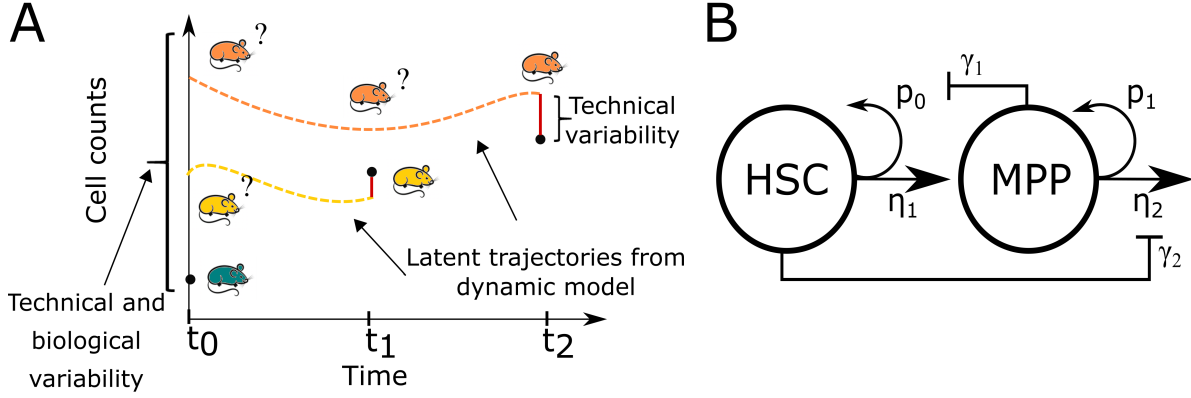 A
?
?
Technical
variability
Cell counts
?
Latent trajectories from
dynamic model
Technical and
biological
variability
t0
t1
t2
Time
B
γ1
p0
p1
HSC
MPP
η1
η2
γ2